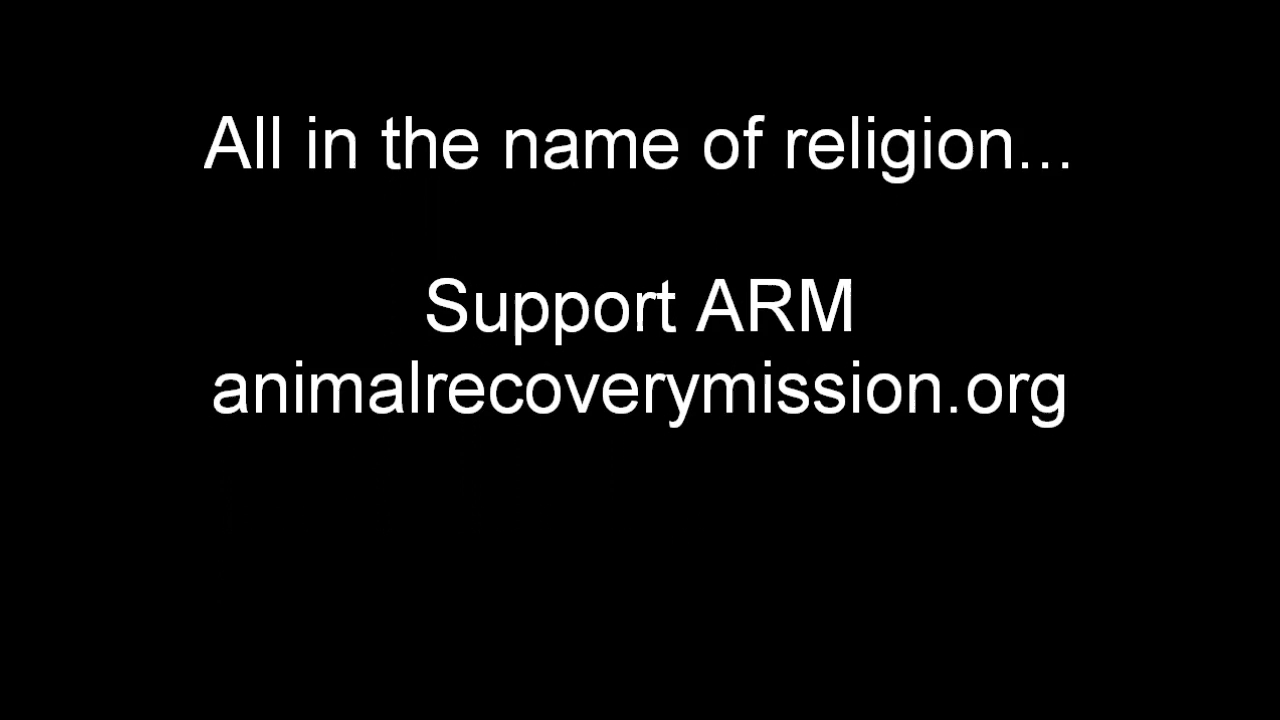 All in the name of religion...
Support ARM
animalrecoverymission.org